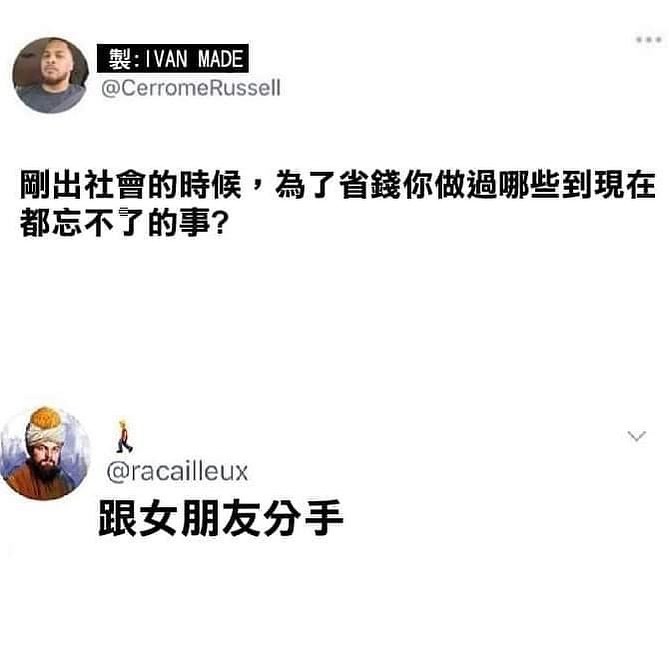 製:IVAN MADE
@CerromeRussell
剛出社會的時候，為了省錢你做過哪些到現在
都忘不了的事?
@racailleux
跟女朋友分手